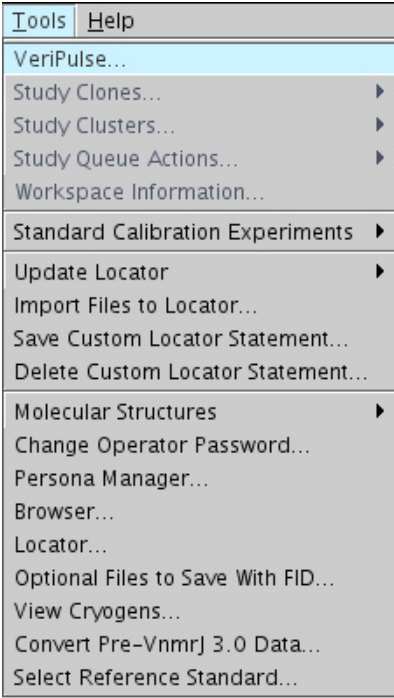 Tools Help
VeriPulse...
Study Clones...
Study Clusters...
Study Queue Actions...
Workspace Information...
Standard Calibration Experiments
Update Locator
Import Files to Locator...
Save Custom Locator Statement...
Delete Custom Locator Statement...
Molecular Structures
Change Operator Password...
Persona Manager...
Browser...
Locator...
Optional Files to Save With FID...
View Cryogens...
Convert Pre-VnmrJ 3.0 Data...
Select Reference Standard...